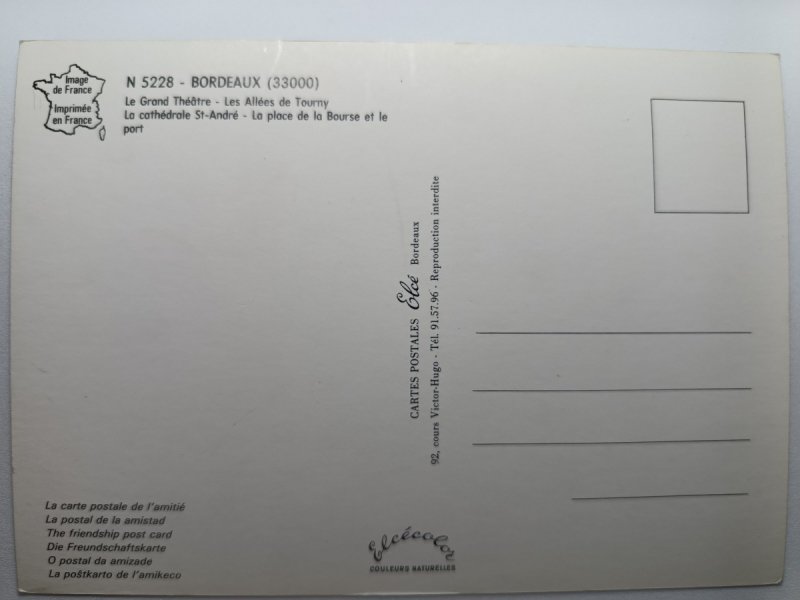 Image
de France
Imprimée
en France
N 5228 - BORDEAUX (33000)
Le Grand Théâtre - Les Allées de Tourny
La cathédrale St-André - La place de la Bourse et le
port
CARTES POSTALES Elcé Bordeaux
92, cours Victor-Hugo - Tél. 91.57.96 - Reproduction interdite
La carte postale de l'amitié
La postal de la amistad
The friendship post card
Die Freundschaftskarte
O postal da amizade
La poŝtkarto de l'amikeco
Elcécolor
COULEURS NATURELLES